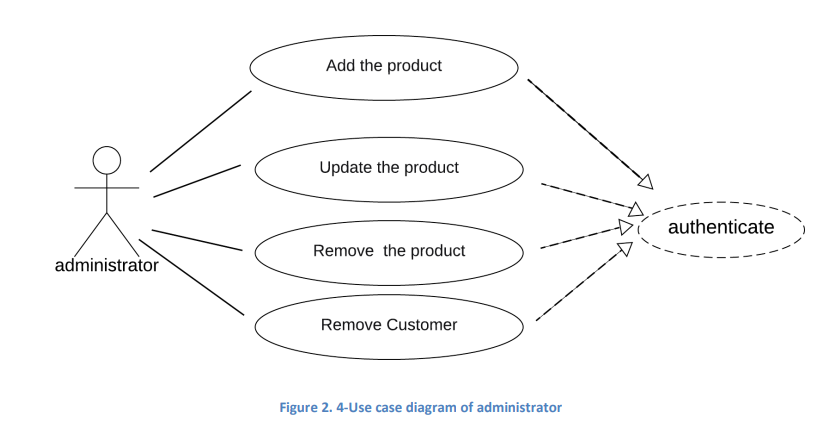 Add the product
Update the product
authenticate
Remove  the product
administrator
Remove Customer
Figure 2. 4-Use case diagram of administrator